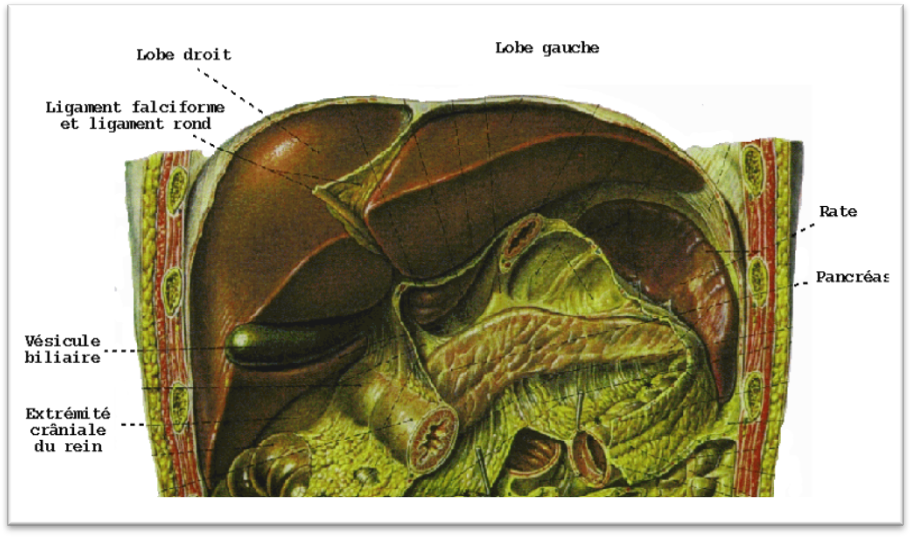 Lobe droit
Lobe gauche
Ligament falciforme
et ligament rond
Rate
Pancréas
Vésicule
biliaire
Extrémité
crâniale
du rein